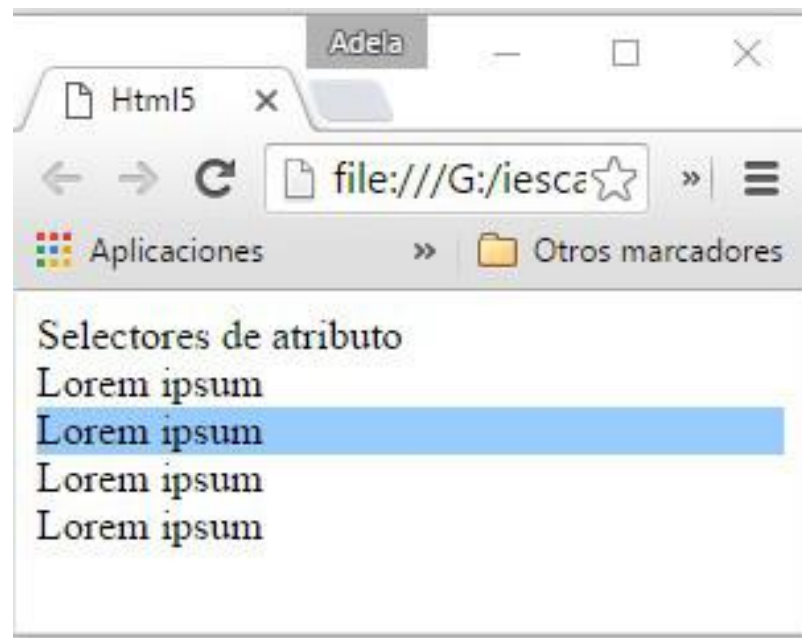 Adela
Html5
file:///G:/iesca
Aplicaciones » Otros marcadores
Selectores de atributo
Lorem ipsum
Lorem ipsum
Lorem ipsum
Lorem ipsum